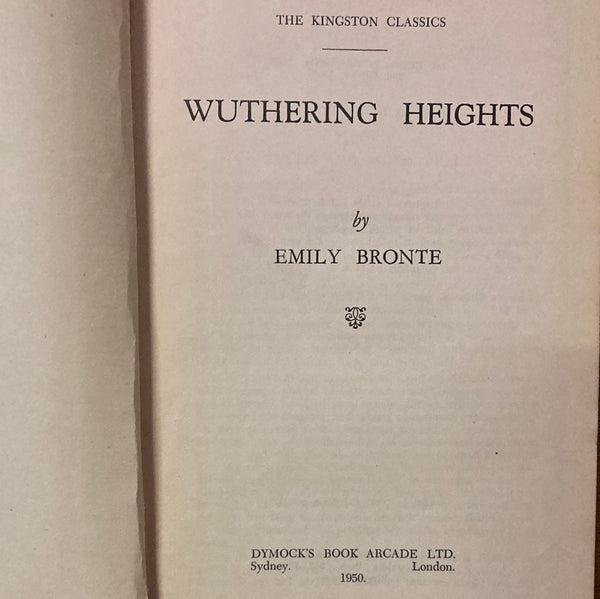 THE KINGSTON CLASSICS
WUTHERING HEIGHTS
by
EMILY BRONTE
DYMOCK'S BOOK ARCADE LTD.
Sydney. London.
1950.